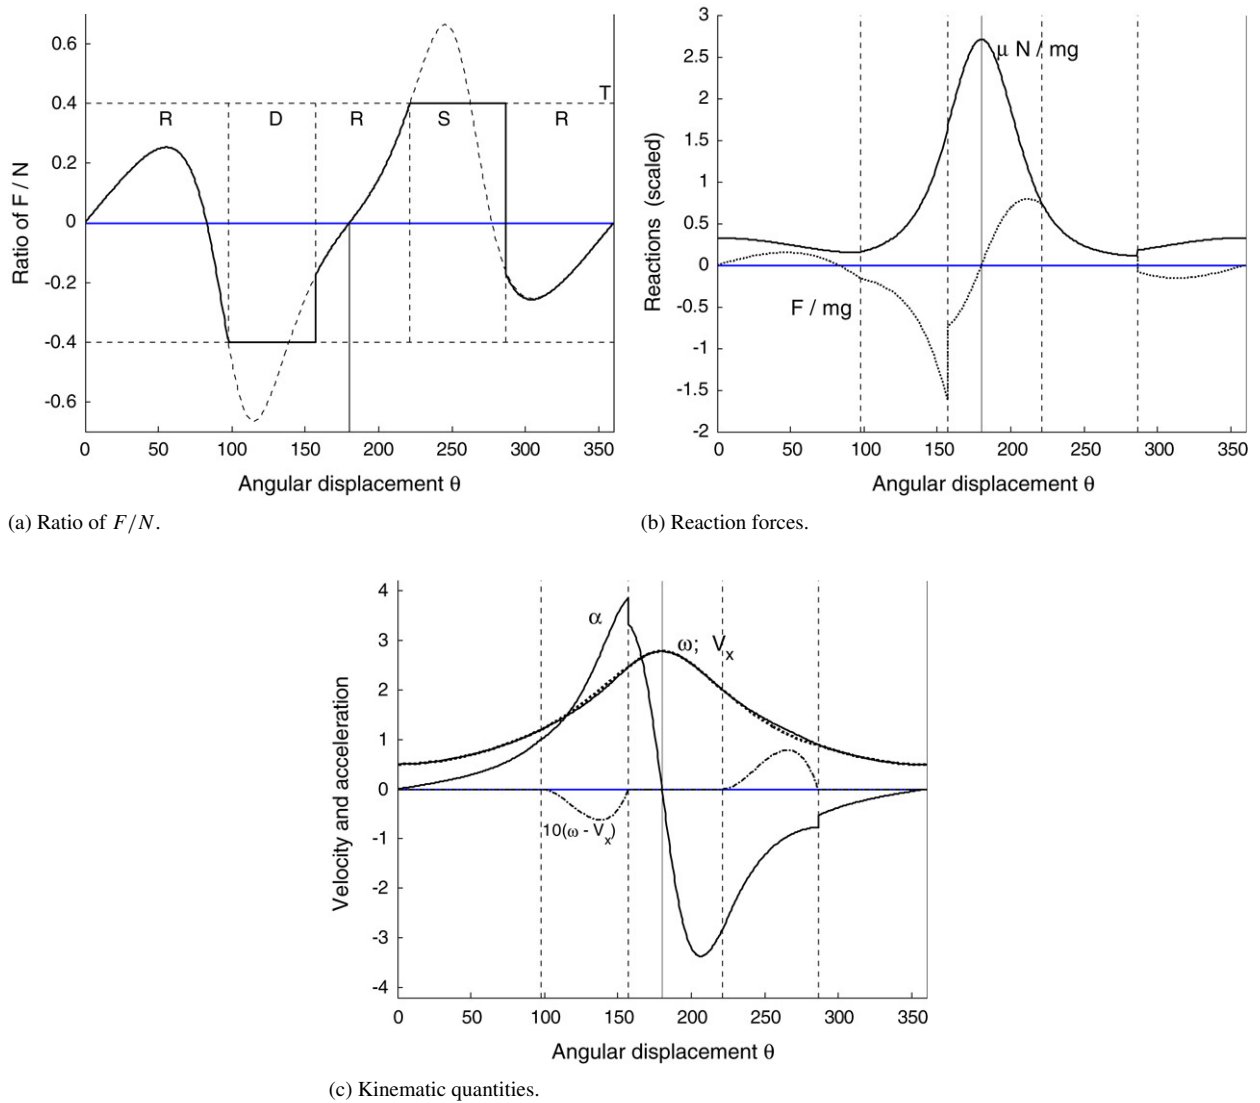 0.6
0.4
0.2
0
-0.2
-0.4
-0.6
Ratio of F / N
R
D
R
S
R
T
0 50 100 150 200 250 300 350
Angular displacement θ
(a) Ratio of F/N.
3
2.5
2
1.5
1
0.5
0
-0.5
-1
-1.5
-2
Reactions (scaled)
μ N / mg
F / mg
0 50 100 150 200 250 300 350
Angular displacement θ
(b) Reaction forces.
4
3
2
1
0
-1
-2
-3
-4
Velocity and acceleration
α
ω; Vx
10(ω - Vx)
0 50 100 150 200 250 300 350
Angular displacement θ
(c) Kinematic quantities.